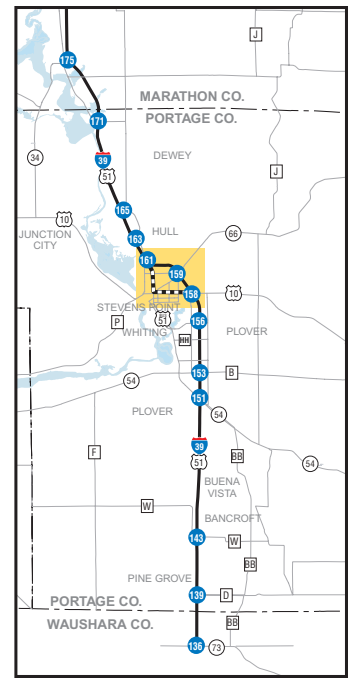 J
175
MARATHON CO.
171
PORTAGE CO.
34
39
DEWEY
51
J
165
10
HULL
66
JUNCTION
CITY
163
161
159
158
10
STEVENS POINT
P
51
156
WHITING
PLOVER
HH
54
153
B
151
PLOVER
54
39
F
51
BB
54
BUENA
VISTA
W
BANCROFT
143
W
BB
PINE GROVE
139
D
PORTAGE CO.
WAUSHARA CO.
BB
136
73